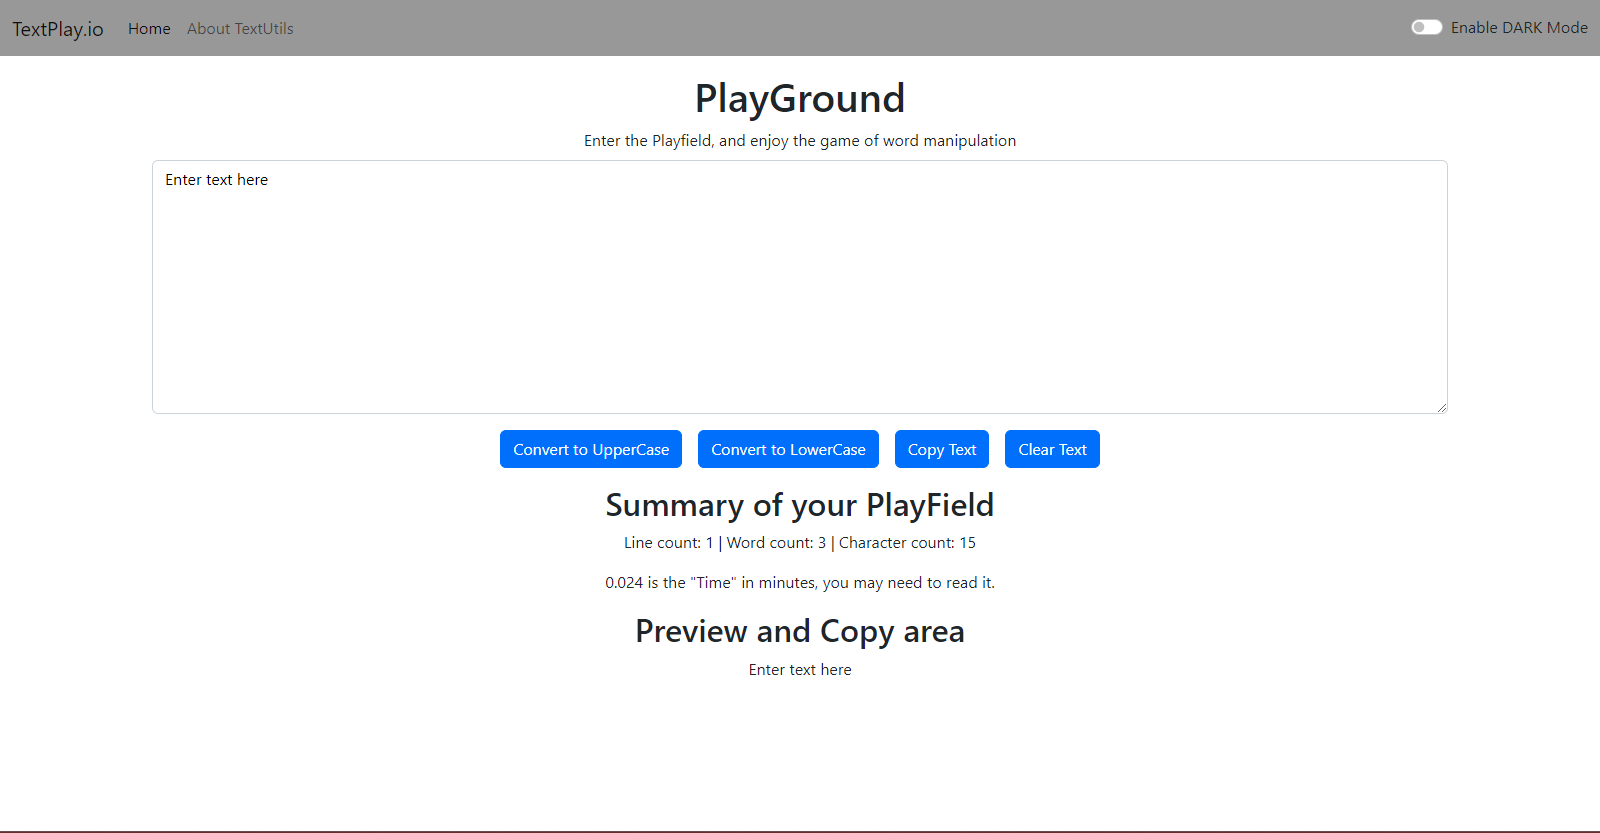 TextPlay.io Home About TextUtils Enable DARK Mode
PlayGround
Enter the Playfield, and enjoy the game of word manipulation
Enter text here
Convert to UpperCase Convert to LowerCase Copy Text Clear Text
Summary of your PlayField
Line count: 1 | Word count: 3 | Character count: 15
0.024 is the "Time" in minutes, you may need to read it.
Preview and Copy area
Enter text here